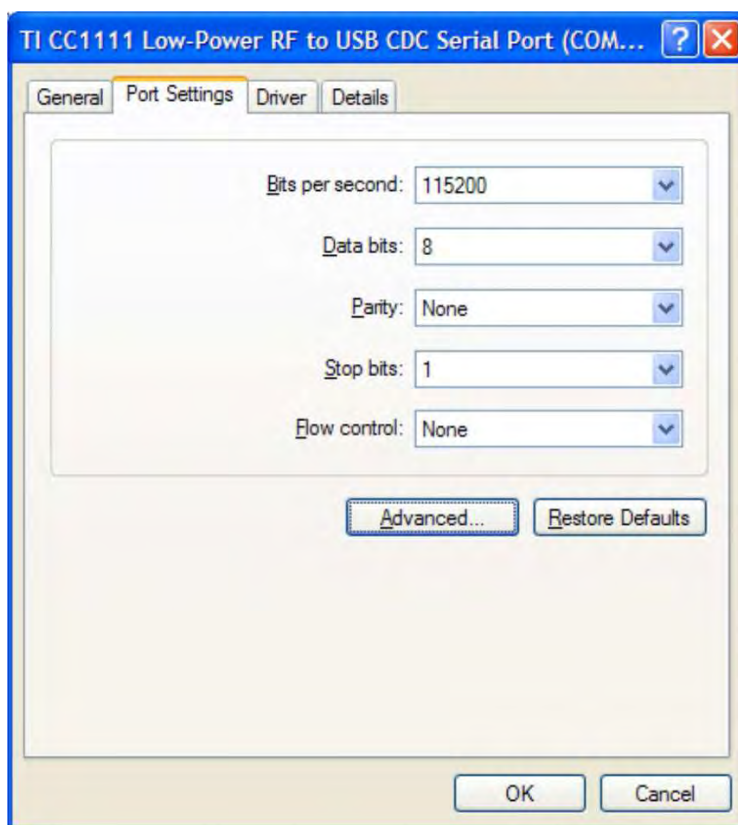 TI CC1111 Low-Power RF to USB CDC Serial Port (COM...
General Port Settings Driver Details
Bits per second: 115200
Data bits: 8
Parity: None
Stop bits: 1
Flow control: None
Advanced... Restore Defaults
OK Cancel